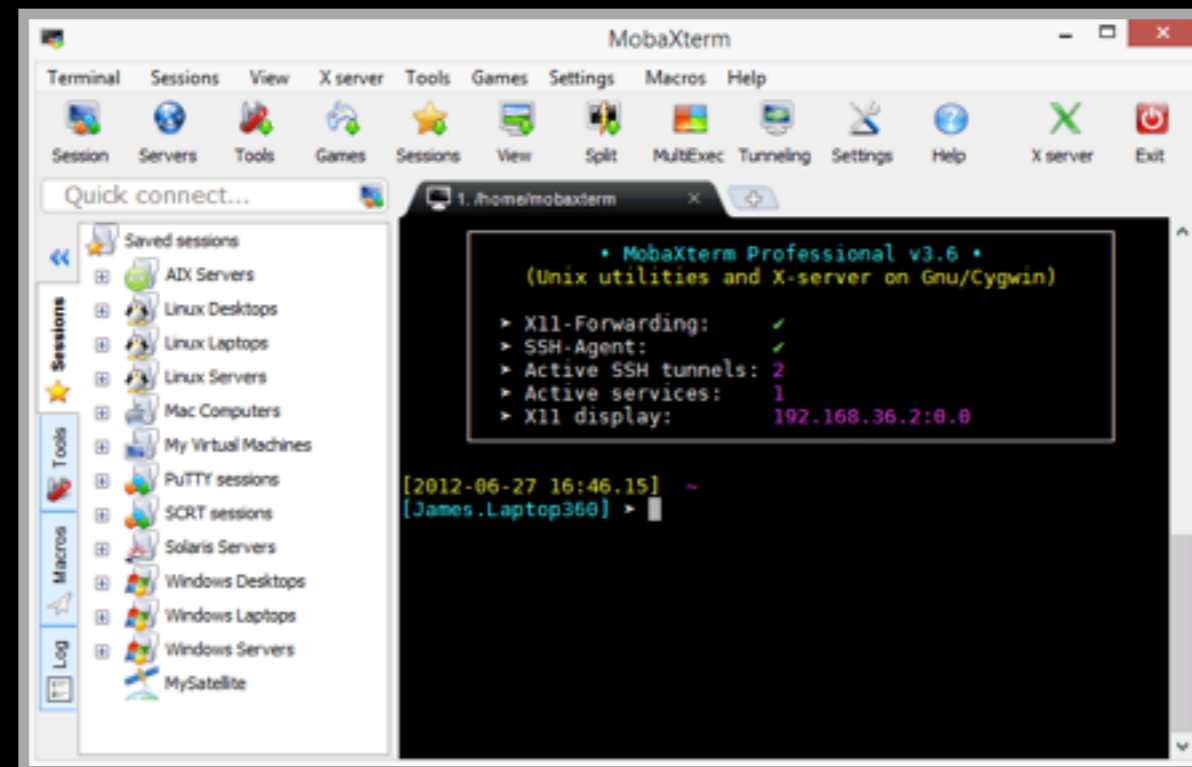 MobaXterm
Terminal Sessions View X server Tools Games Settings Macros Help
Session Servers Tools Games Sessions View Split MultiExec Tunneling Settings Help X server Exit
Quick connect...
1. /home/mobaxterm
Saved sessions
AIX Servers
Linux Desktops
Linux Laptops
Linux Servers
Mac Computers
My Virtual Machines
PuTTY sessions
SCRT sessions
Solaris Servers
Windows Desktops
Windows Laptops
Windows Servers
MySatellite
Sessions
Tools
Macros
Log
• MobaXterm Professional v3.6 •
(Unix utilities and X-server on Gnu/Cygwin)
➤ X11-Forwarding: ✔
➤ SSH-Agent: ✔
➤ Active SSH tunnels: 2
➤ Active services: 1
➤ X11 display: 192.168.36.2:0.0
[2012-06-27 16:46.15] ~
[James.Laptop360] ➤